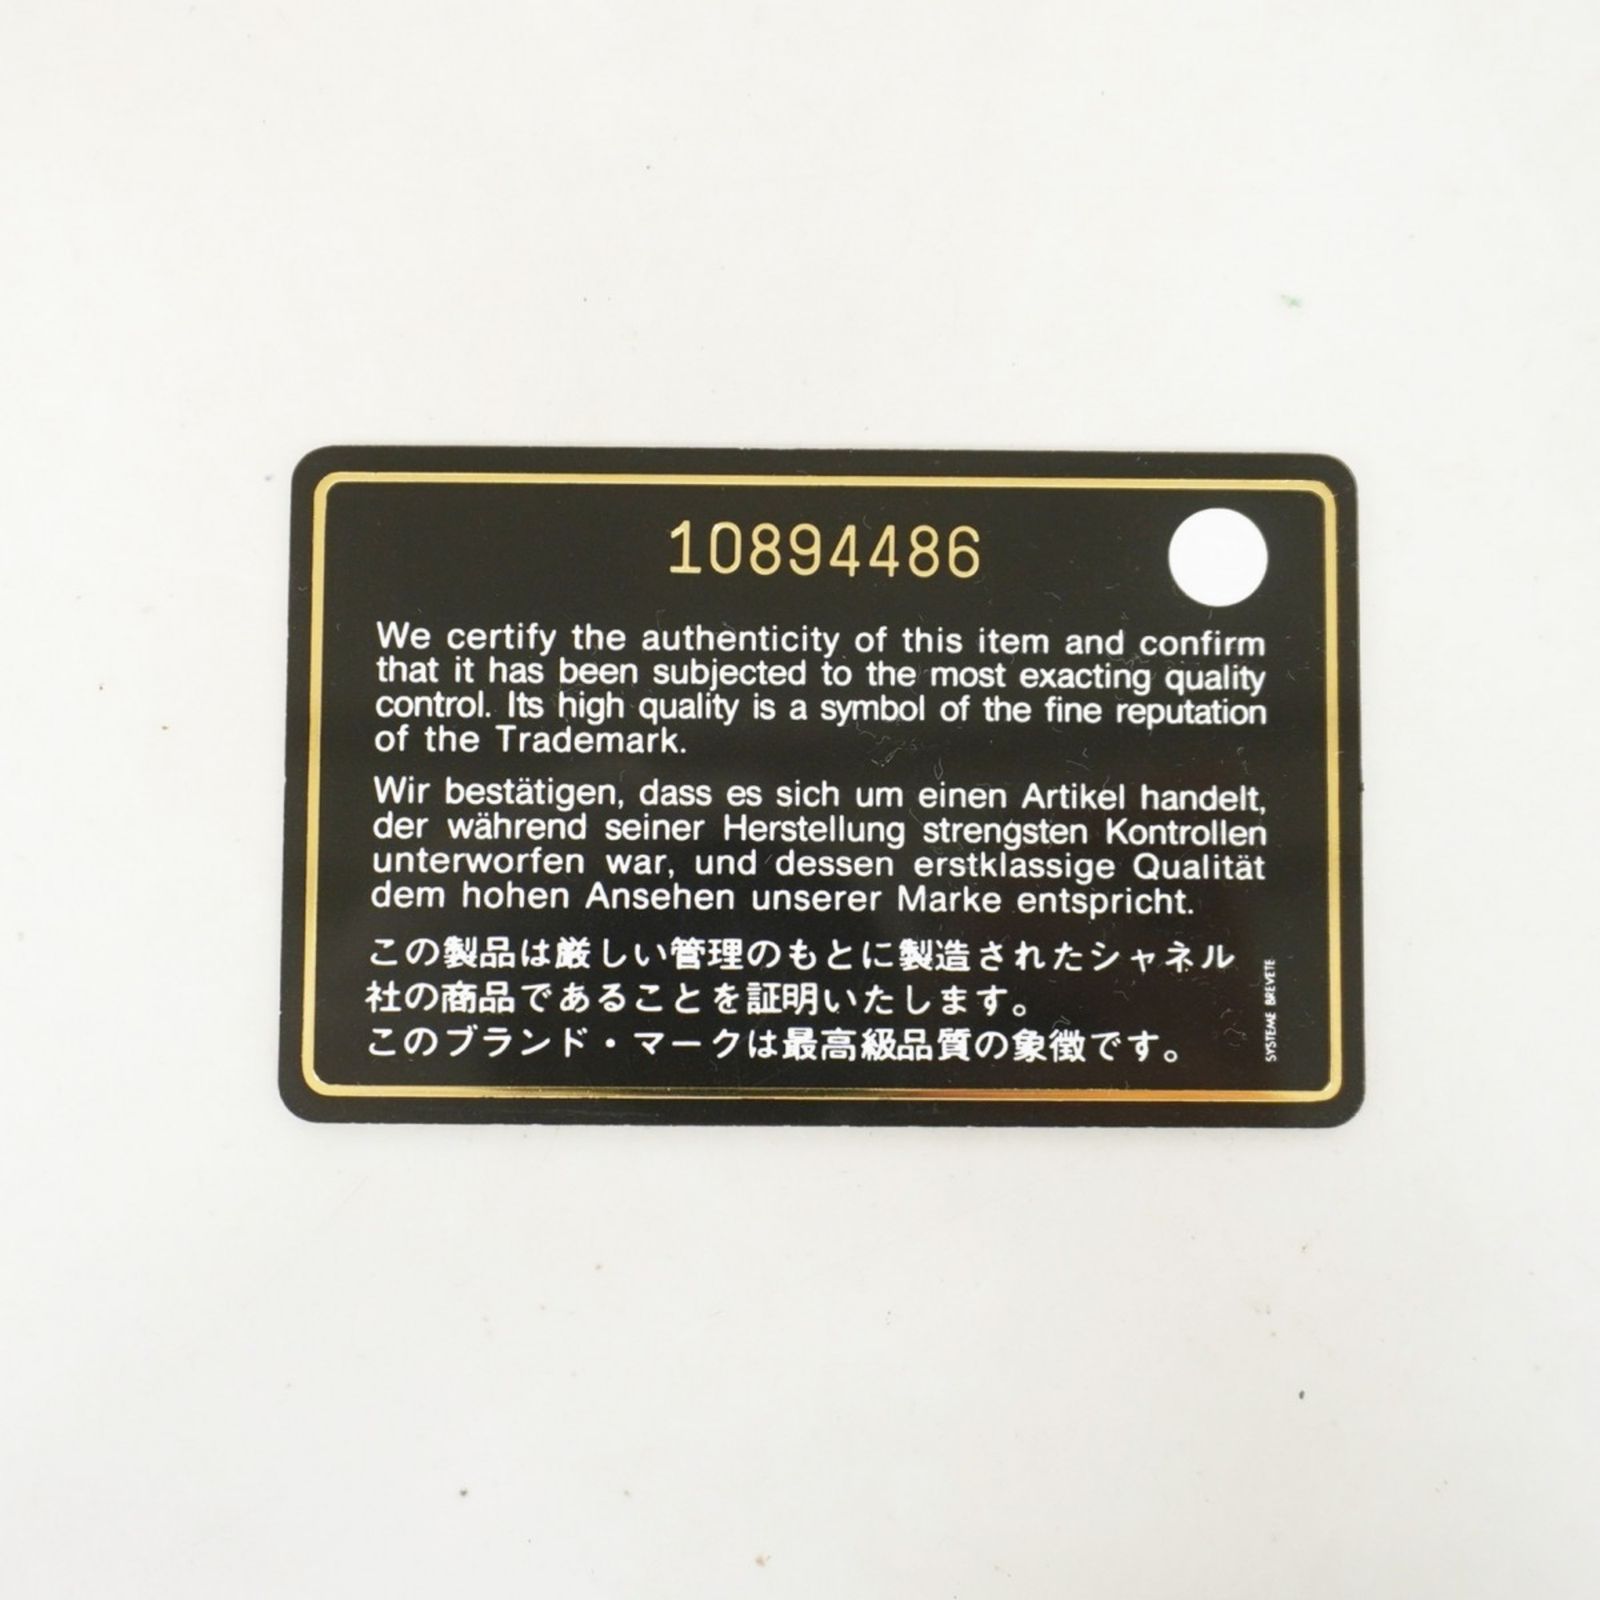 10894486
We certify the authenticity of this item and confirm
that it has been subjected to the most exacting quality
control. Its high quality is a symbol of the fine reputation
of the Trademark.
Wir bestätigen, dass es sich um einen Artikel handelt,
der während seiner Herstellung strengsten Kontrollen
unterworfen war, und dessen erstklassige Qualität
dem hohen Ansehen unserer Marke entspricht.
この製品は厳しい管理のもとに製造されたシャネル
社の商品であることを証明いたします。
このブランド・マークは最高級品質の象徴です。
SYSTEME BREVETE